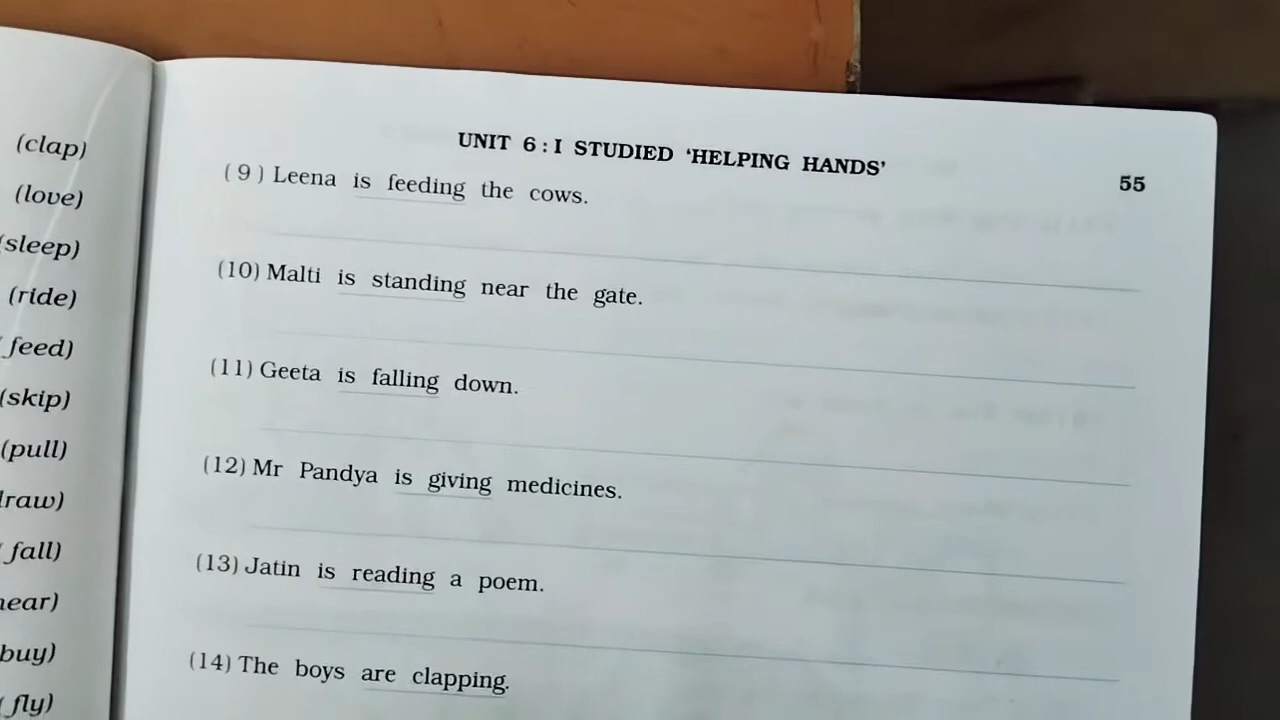 (clap)
(love)
(sleep)
(ride)
feed)
(skip)
(pull)
raw)
fall)
ear)
buy)
fly)
UNIT 6 : I STUDIED ‘HELPING HANDS’
55
( 9 ) Leena is feeding the cows.
(10) Malti is standing near the gate.
(11) Geeta is falling down.
(12) Mr Pandya is giving medicines.
(13) Jatin is reading a poem.
(14) The boys are clapping.